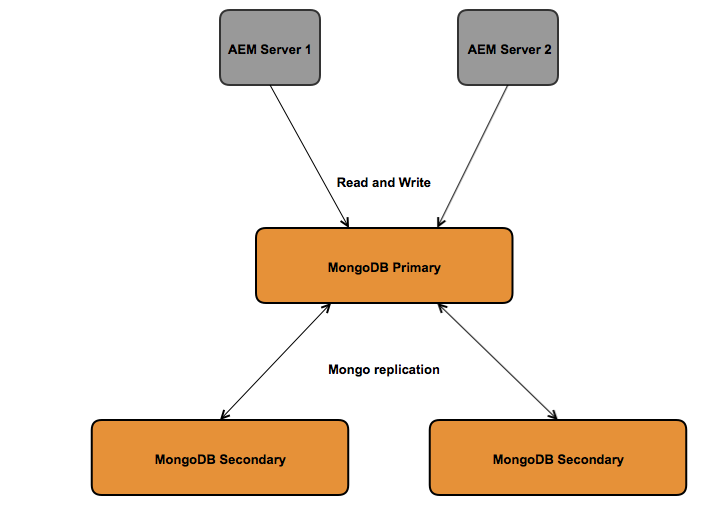 AEM Server 1
AEM Server 2
Read and Write
MongoDB Primary
Mongo replication
MongoDB Secondary
MongoDB Secondary